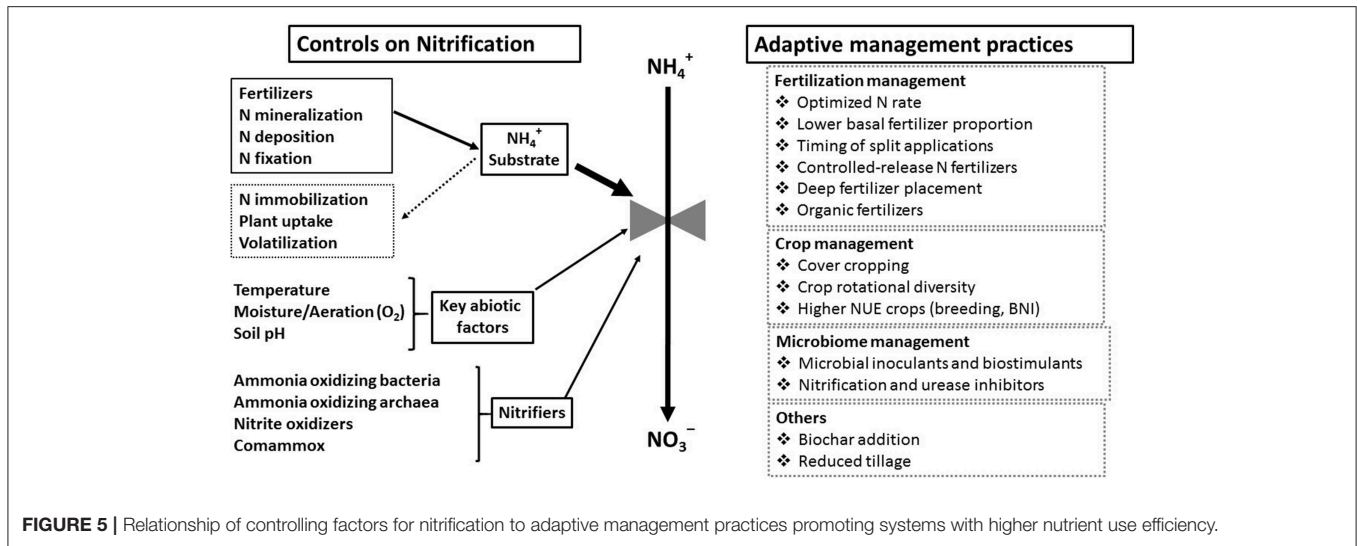 Controls on Nitrification
Fertilizers
N mineralization
N deposition
N fixation
NH₄⁺
Substrate
N immobilization
Plant uptake
Volatilization
Temperature
Moisture/Aeration (O₂)
Soil pH
Key abiotic
factors
Ammonia oxidizing bacteria
Ammonia oxidizing archaea
Nitrite oxidizers
Comammox
Nitrifiers
NH₄⁺
NO₃⁻
Adaptive management practices
Fertilization management
❖ Optimized N rate
❖ Lower basal fertilizer proportion
❖ Timing of split applications
❖ Controlled-release N fertilizers
❖ Deep fertilizer placement
❖ Organic fertilizers
Crop management
❖ Cover cropping
❖ Crop rotational diversity
❖ Higher NUE crops (breeding, BNI)
Microbiome management
❖ Microbial inoculants and biostimulants
❖ Nitrification and urease inhibitors
Others
❖ Biochar addition
❖ Reduced tillage
FIGURE 5 | Relationship of controlling factors for nitrification to adaptive management practices promoting systems with higher nutrient use efficiency.